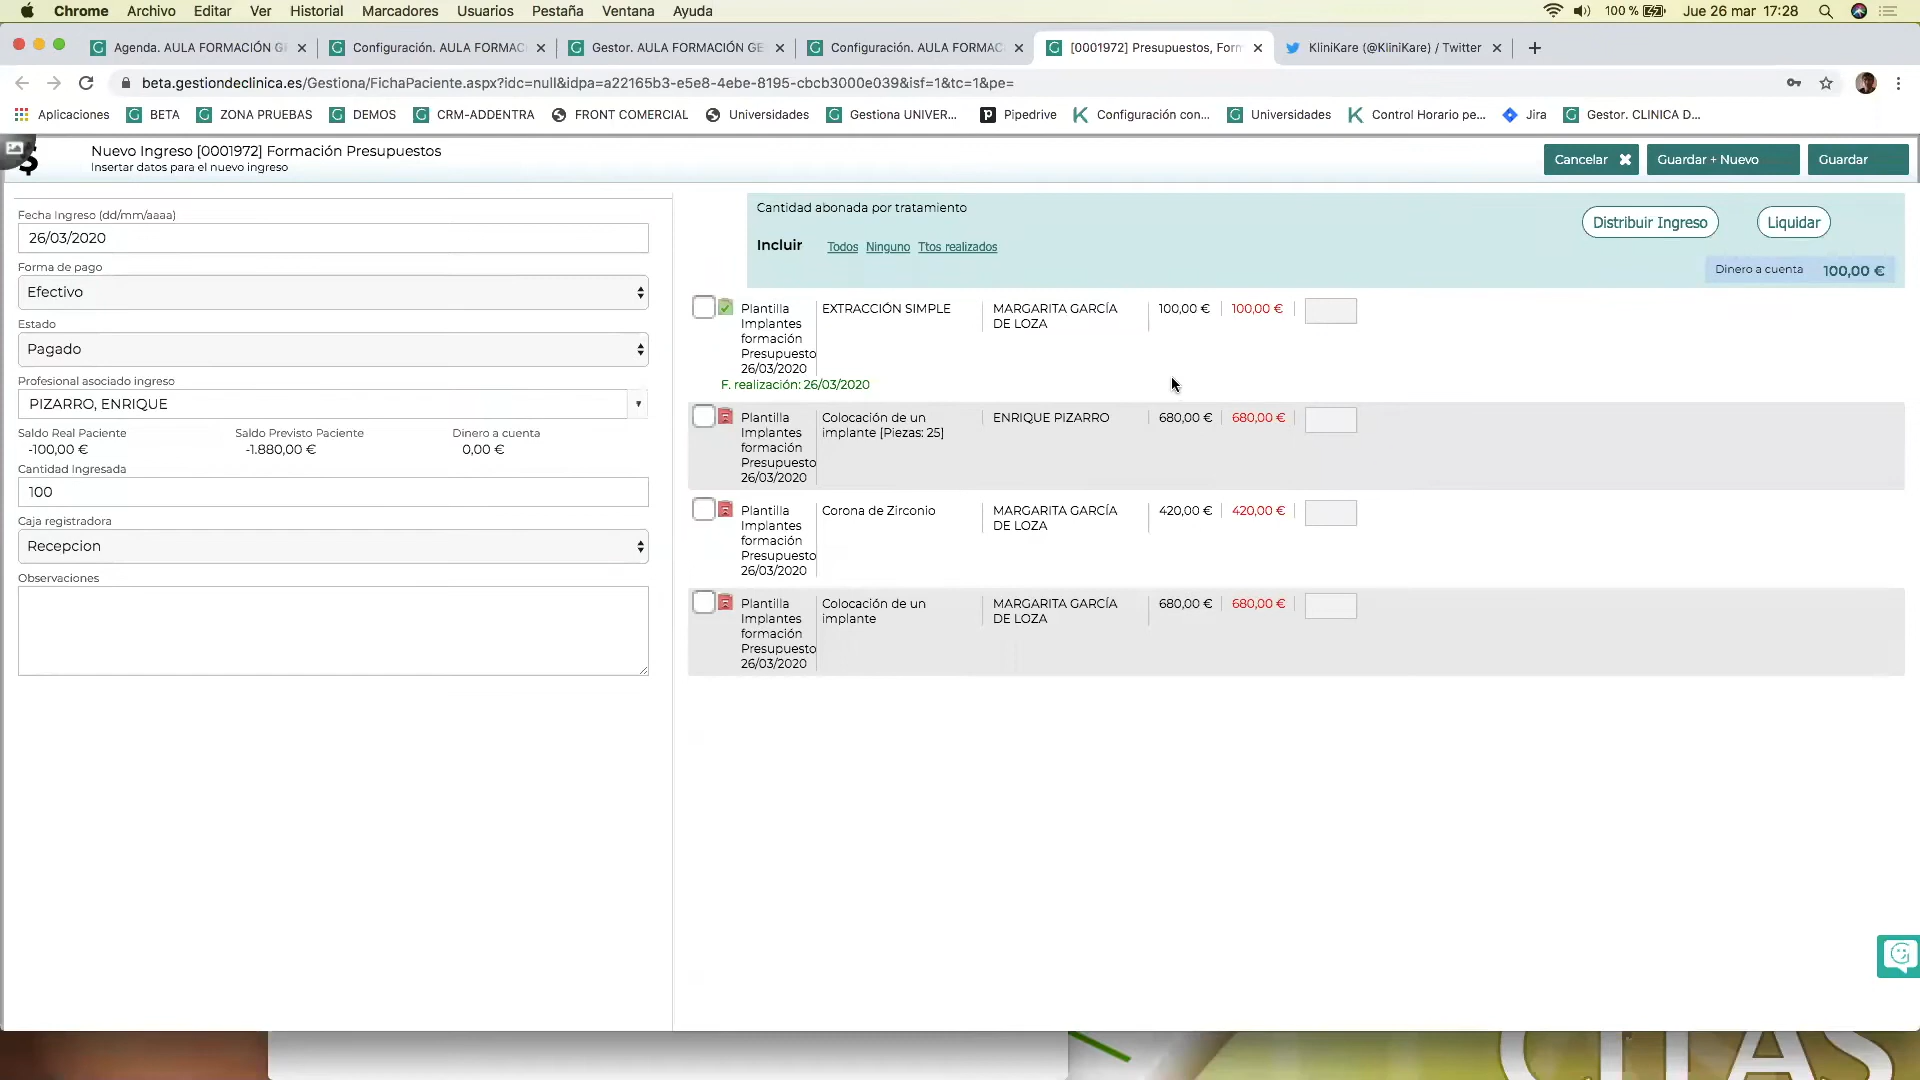 Chrome Archivo Editar Ver Historial Marcadores Usuarios Pestaña Ventana Ayuda 100 % Jue 26 mar 17:28
Agenda. AULA FORMACIÓN GE Configuración. AULA FORMAC Gestor. AULA FORMACIÓN GE Configuración. AULA FORMAC [0001972] Presupuestos, Form KliniKare (@KliniKare) / Twitter
beta.gestiondeclinica.es/Gestiona/FichaPaciente.aspx?idc=null&idpa=a22165b3-e5e8-4ebe-8195-cbcb3000e039&isf=1&tc=1&pe=
Aplicaciones BETA ZONA PRUEBAS DEMOS CRM-ADDENTRA FRONT COMERCIAL Universidades Gestiona UNIVER... Pipedrive Configuración con... Universidades Control Horario pe... Jira Gestor. CLINICA D...
Nuevo Ingreso [0001972] Formación Presupuestos
Insertar datos para el nuevo ingreso
Cancelar Guardar + Nuevo Guardar
Fecha Ingreso (dd/mm/aaaa)
26/03/2020
Forma de pago
Efectivo
Estado
Pagado
Profesional asociado ingreso
PIZARRO, ENRIQUE
Saldo Real Paciente Saldo Previsto Paciente Dinero a cuenta
-100,00 € -1.880,00 € 0,00 €
Cantidad Ingresada
100
Caja registradora
Recepcion
Observaciones
Cantidad abonada por tratamiento
Distribuir Ingreso Liquidar
Incluir Todos Ninguno Ttos realizados
Dinero a cuenta 100,00 €
Plantilla EXTRACCIÓN SIMPLE MARGARITA GARCÍA 100,00 € 100,00 €
Implantes DE LOZA
formación
Presupuesto
26/03/2020
F. realización: 26/03/2020
Plantilla Colocación de un ENRIQUE PIZARRO 680,00 € 680,00 €
Implantes implante [Piezas: 25]
formación
Presupuesto
26/03/2020
Plantilla Corona de Zirconio MARGARITA GARCÍA 420,00 € 420,00 €
Implantes DE LOZA
formación
Presupuesto
26/03/2020
Plantilla Colocación de un MARGARITA GARCÍA 680,00 € 680,00 €
Implantes implante DE LOZA
formación
Presupuesto
26/03/2020
CITAS